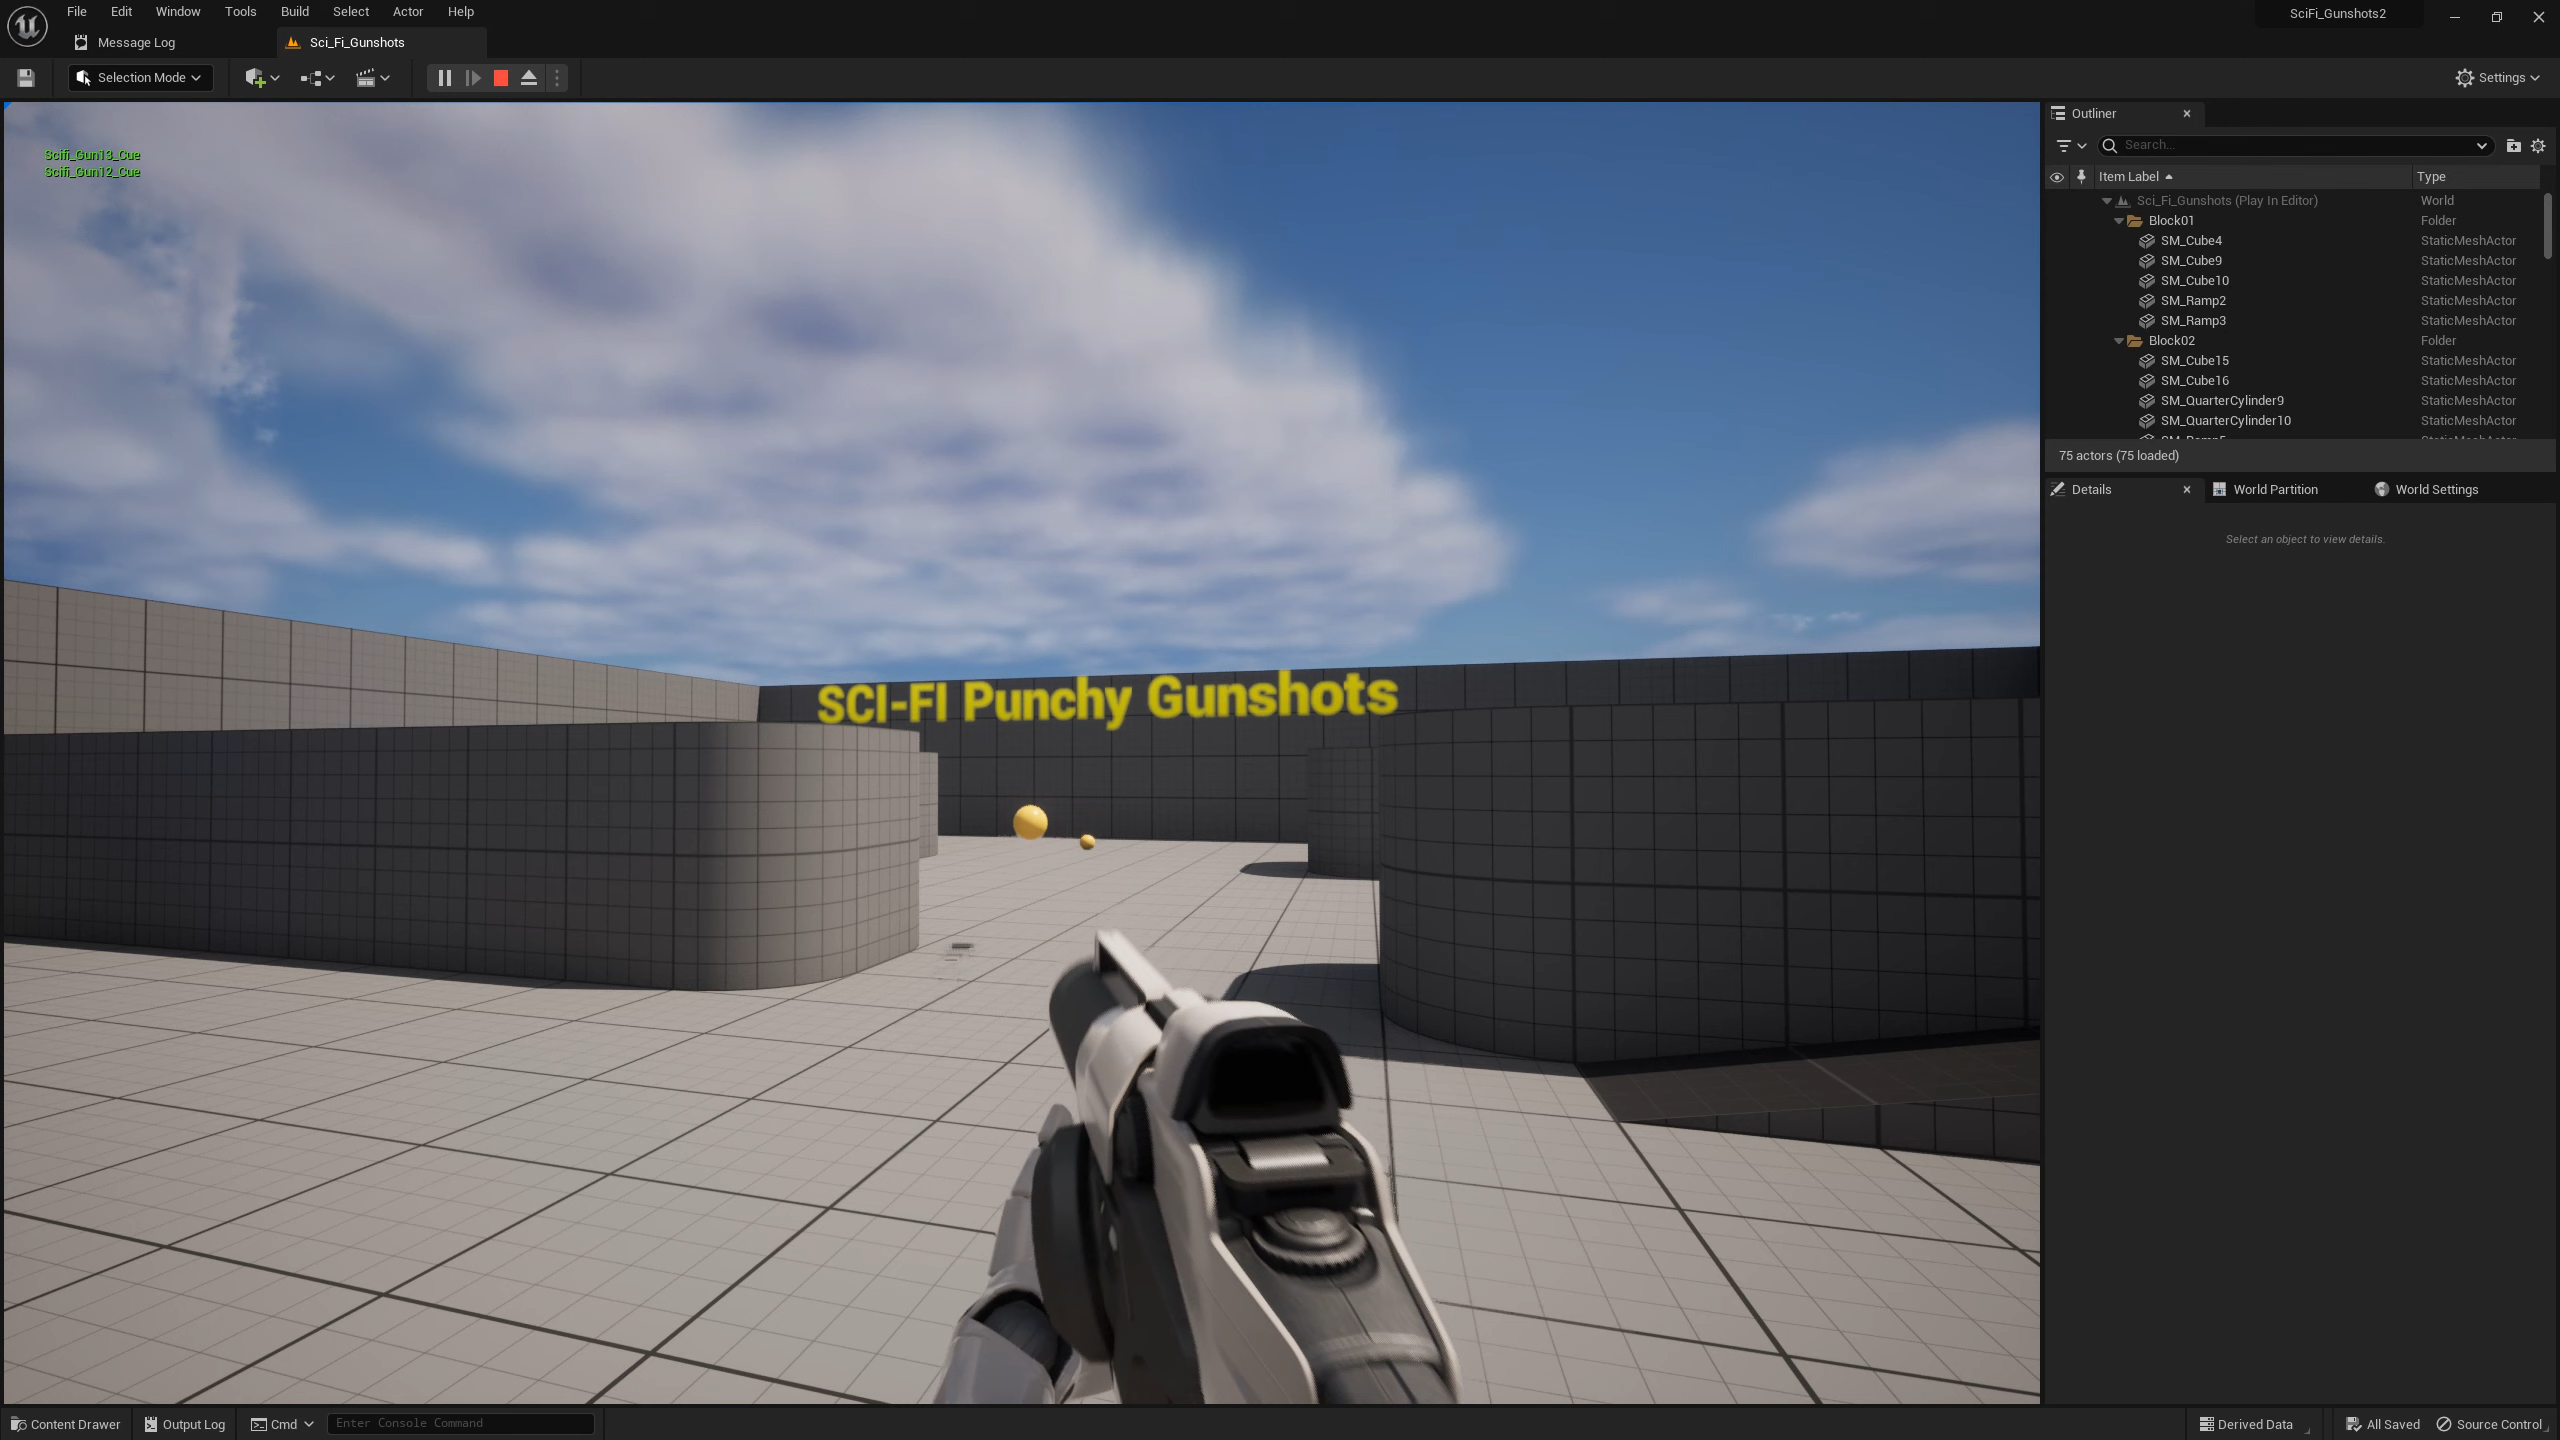 File Edit Window Tools Build Select Actor Help
SciFi_Gunshots2
Message Log
Sci_Fi_Gunshots
Selection Mode
Settings
Scifi_Gun13_Cue
Scifi_Gun12_Cue
SCI-FI Punchy Gunshots
Outliner
Search...
Item Label Type
Sci_Fi_Gunshots (Play In Editor) World
Block01 Folder
SM_Cube4 StaticMeshActor
SM_Cube9 StaticMeshActor
SM_Cube10 StaticMeshActor
SM_Ramp2 StaticMeshActor
SM_Ramp3 StaticMeshActor
Block02 Folder
SM_Cube15 StaticMeshActor
SM_Cube16 StaticMeshActor
SM_QuarterCylinder9 StaticMeshActor
SM_QuarterCylinder10 StaticMeshActor
75 actors (75 loaded)
Details World Partition World Settings
Select an object to view details.
Content Drawer Output Log Cmd Enter Console Command
Derived Data All Saved Source Control